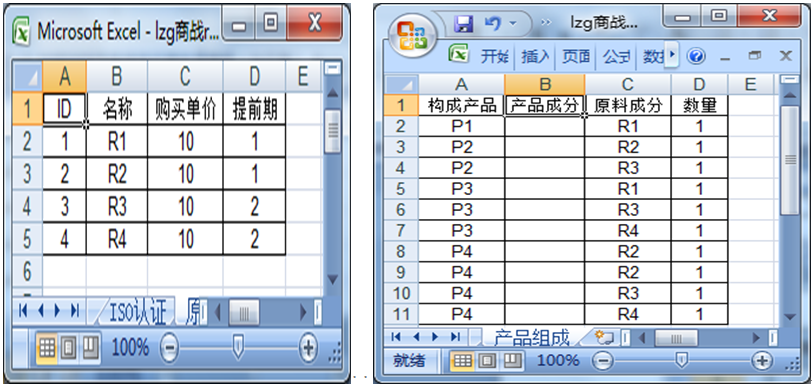 Microsoft Excel - lzg商战r...
A B C D E
1 ID 名称 购买单价 提前期
2 1 R1 10 1
3 2 R2 10 1
4 3 R3 10 2
5 4 R4 10 2
6
ISO认证 原
100%
lzg商战...
开始 插入 页面 公式 数据
A B C D E
1 构成产品 产品成分 原料成分 数量
2 P1 R1 1
3 P2 R2 1
4 P2 R3 1
5 P3 R1 1
6 P3 R3 1
7 P3 R4 1
8 P4 R2 1
9 P4 R2 1
10 P4 R3 1
11 P4 R4 1
产品组成
就绪 100%